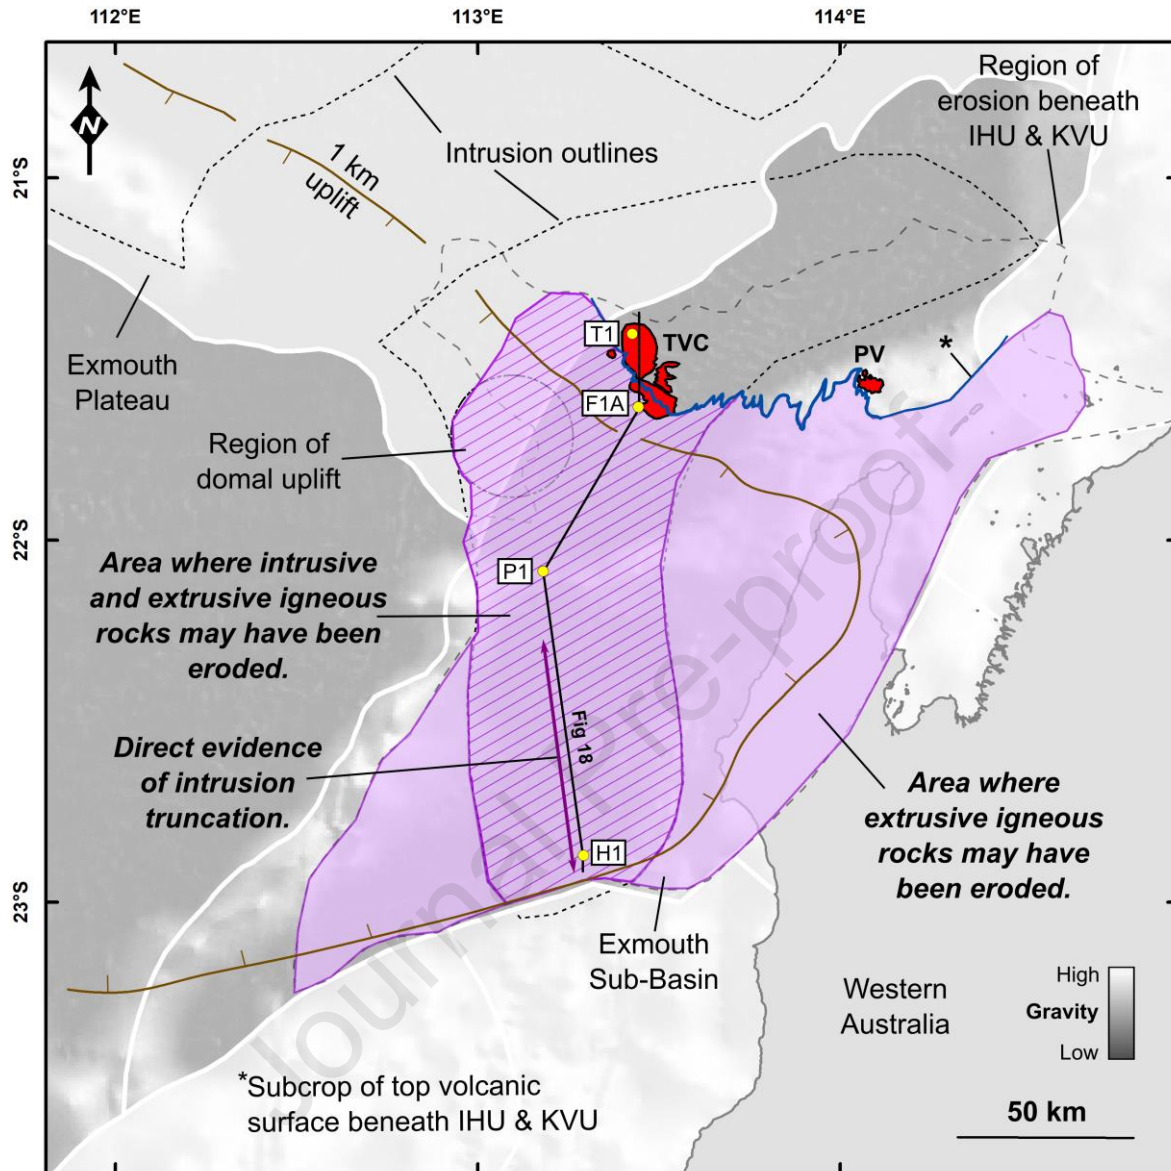 112°E
113°E
114°E
21°S
22°S
23°S
N
Region of
erosion beneath
IHU & KVU
Intrusion outlines
1 km
uplift
Exmouth
Plateau
T1
TVC
PV
*
F1A
Region of
domal uplift
P1
Area where intrusive
and extrusive igneous
rocks may have been
eroded.
Fig 18
Direct evidence
of intrusion
truncation.
Area where
extrusive igneous
rocks may have
been eroded.
H1
Exmouth
Sub-Basin
Western
Australia
High
Gravity
Low
*Subcrop of top volcanic
surface beneath IHU & KVU
50 km
Journal Pre-proof